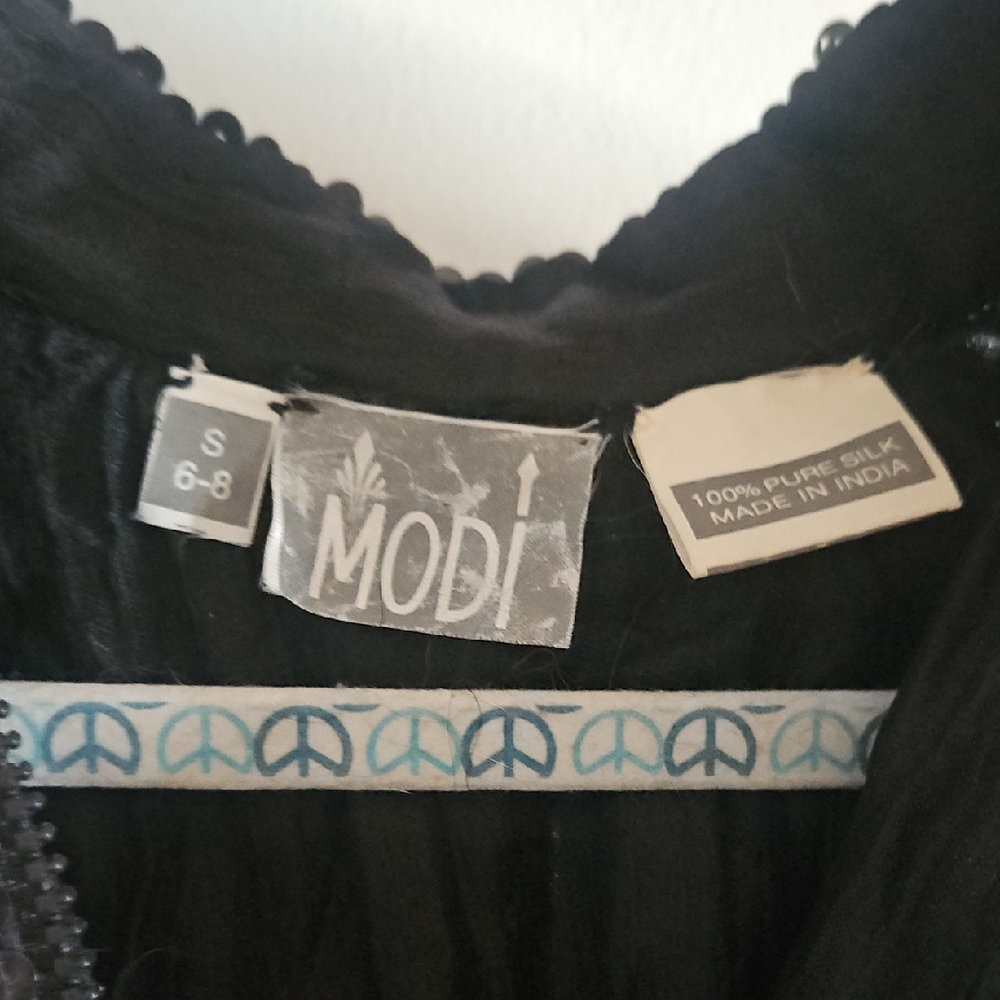 S
6-8
MODi
100% PURE SILK
MADE IN INDIA